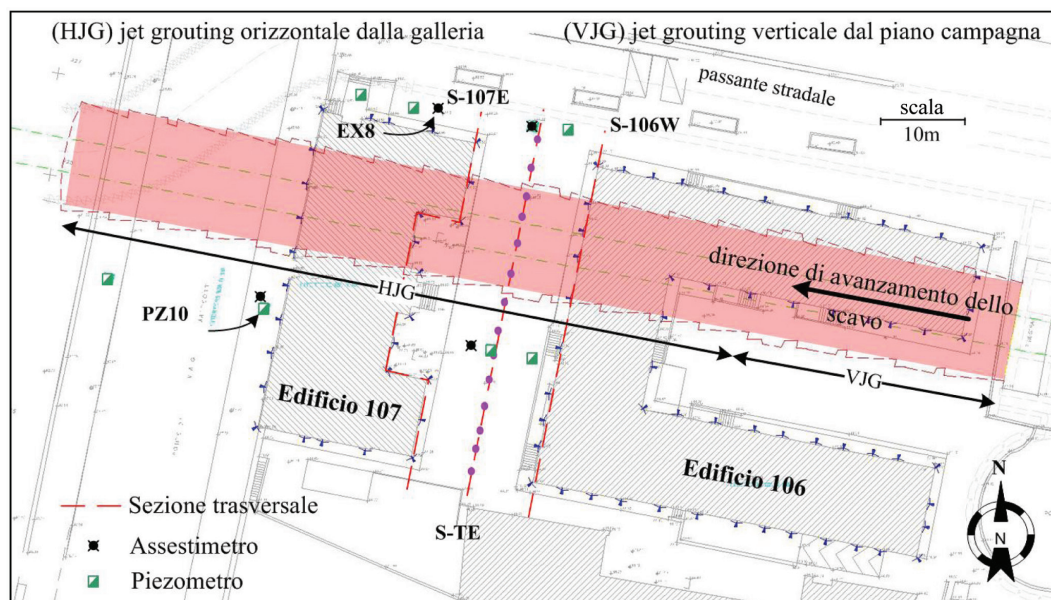 (HJG) jet grouting orizzontale dalla galleria
(VJG) jet grouting verticale dal piano campagna
passante stradale
S-107E
EX8
S-106W
scala
10m
direzione di avanzamento dello
scavo
HJG
PZ10
VJG
Edificio 107
Edificio 106
N
N
S-TE
Sezione trasversale
Assestimetro
Piezometro